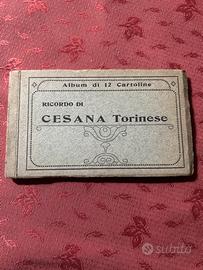 Album di 12 Cartoline
RICORDO DI
CESANA Torinese
subito